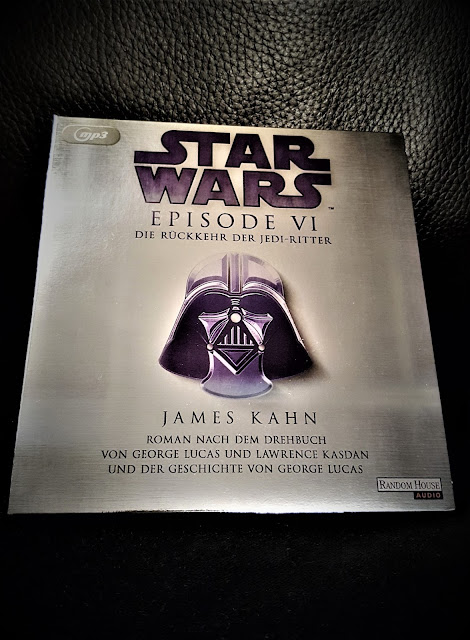 mp3
STAR
WARS
TM
EPISODE VI
DIE RÜCKKEHR DER JEDI-RITTER
JAMES KAHN
ROMAN NACH DEM DREHBUCH
VON GEORGE LUCAS UND LAWRENCE KASDAN
UND DER GESCHICHTE VON GEORGE LUCAS
RANDOM HOUSE
AUDIO